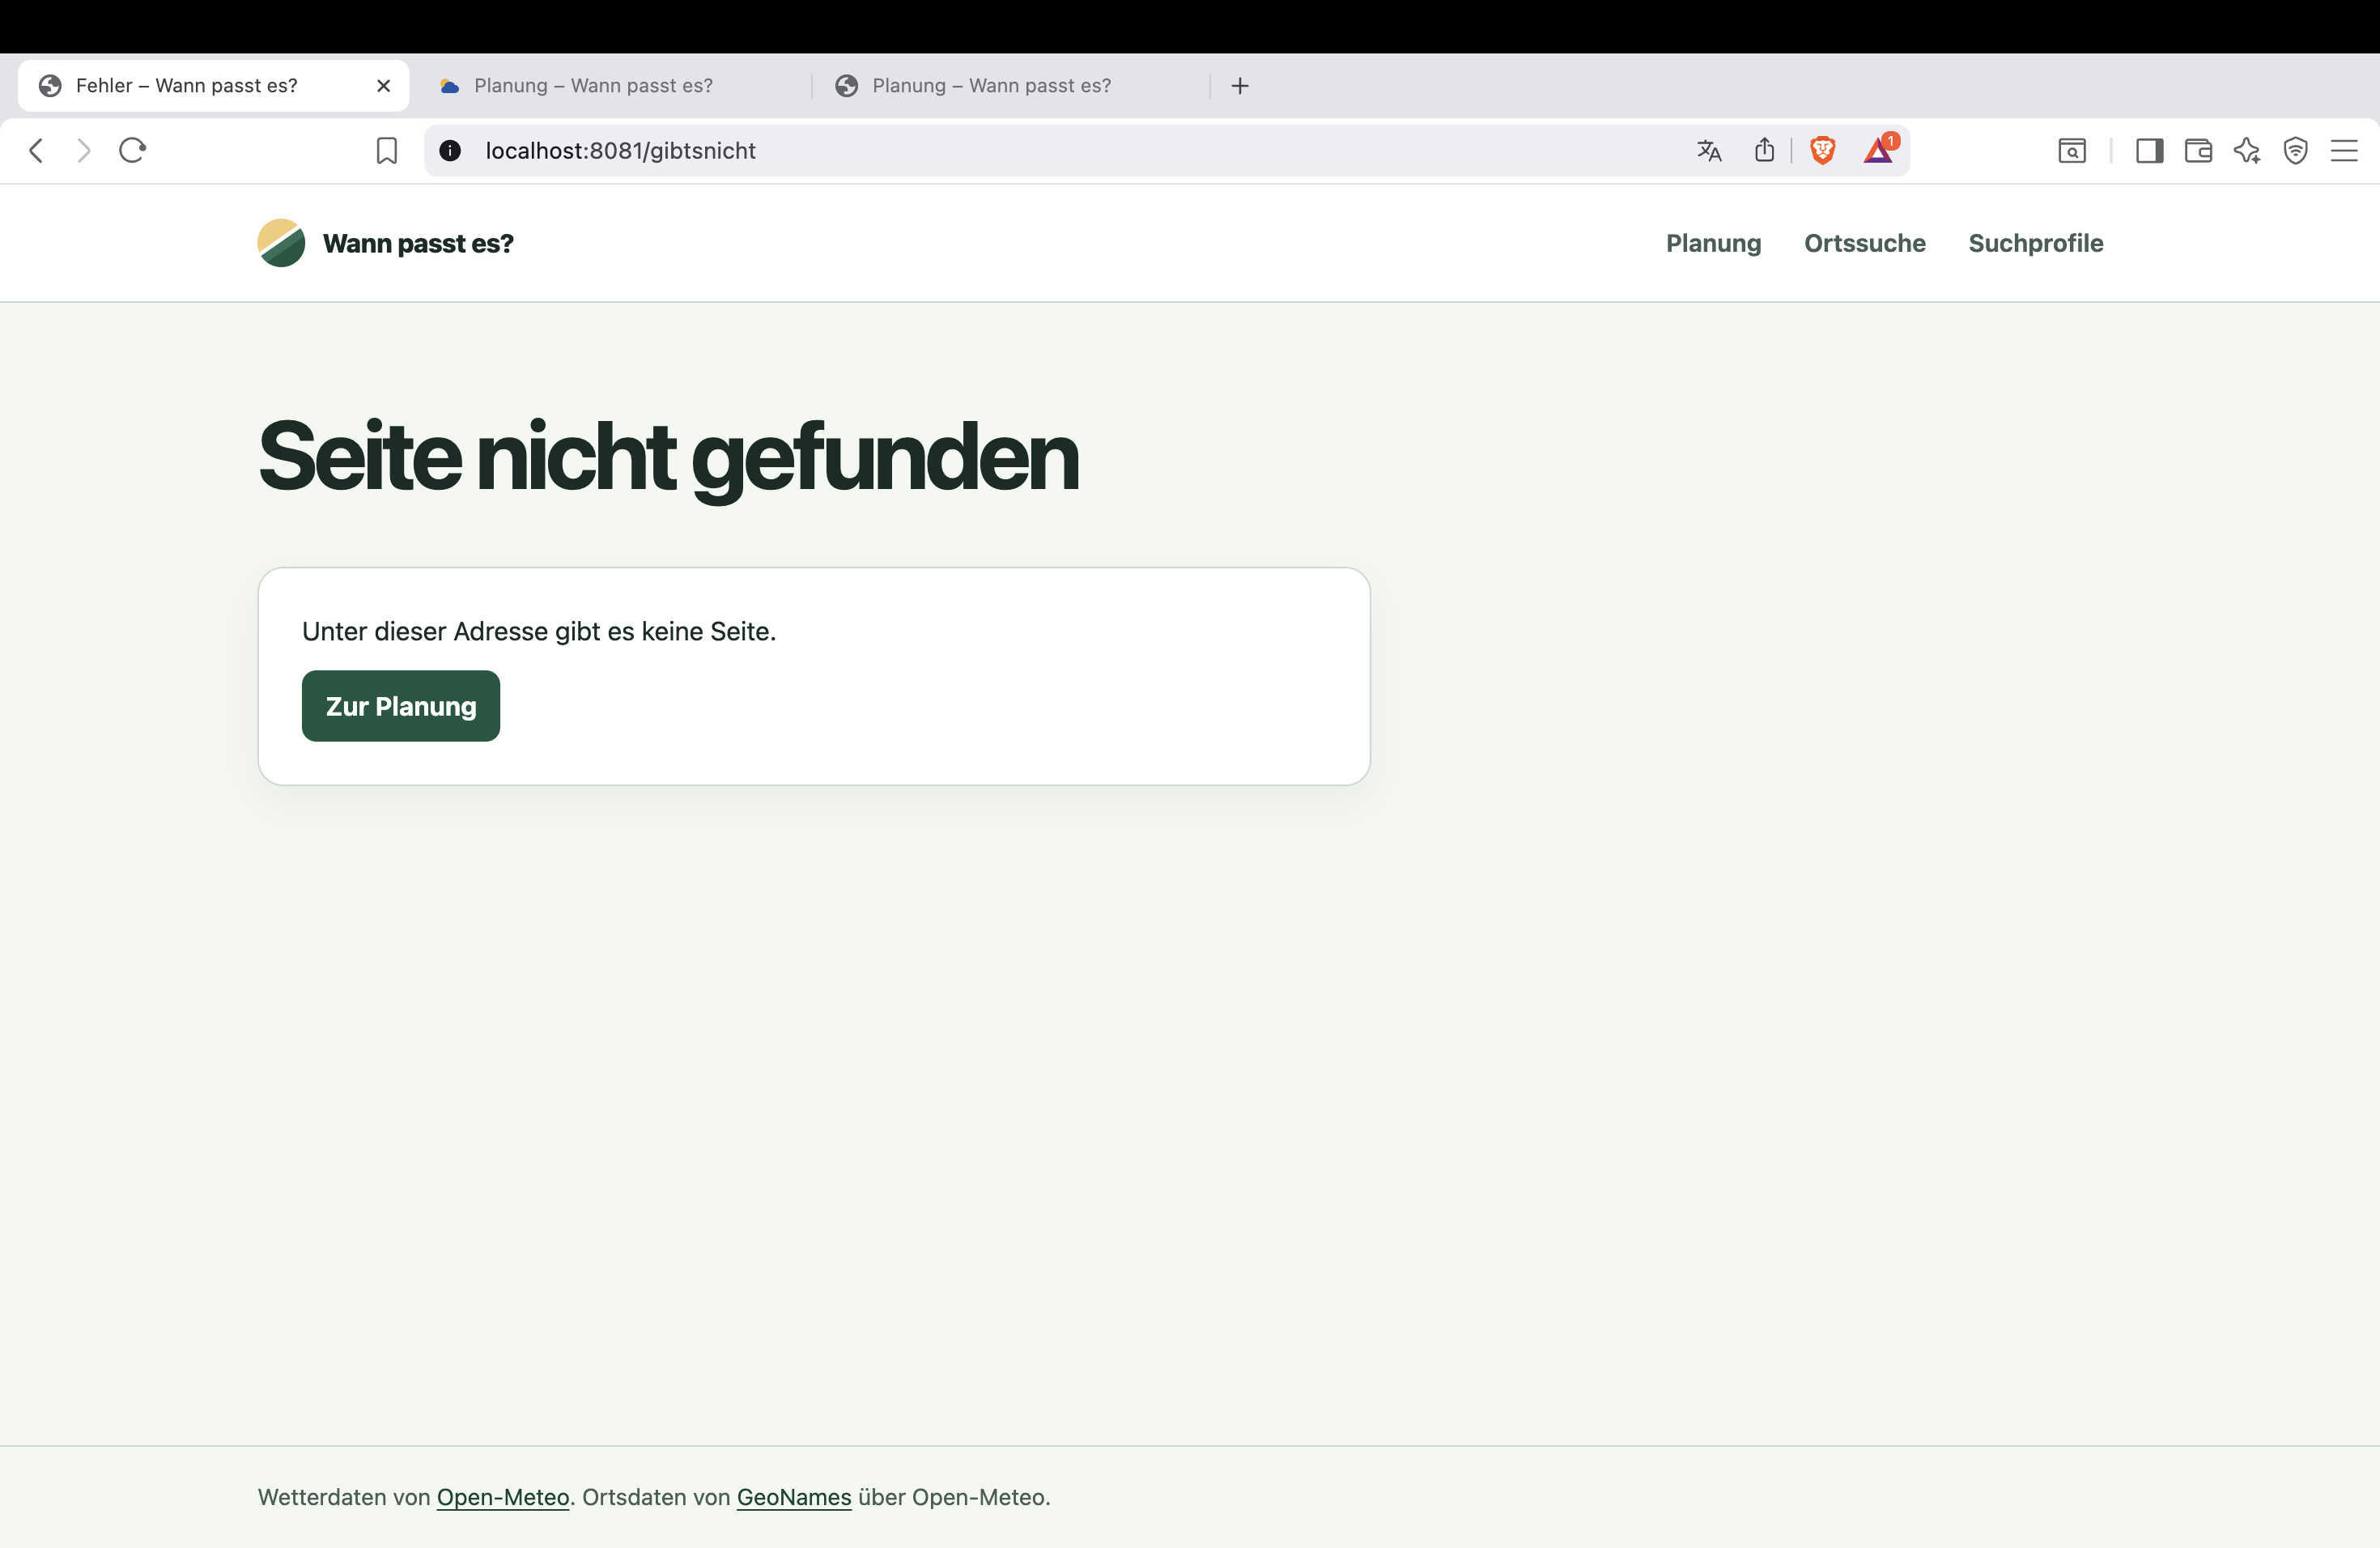 Fehler – Wann passt es?
Planung – Wann passt es?
Planung – Wann passt es?
localhost:8081/gibtsnicht
1
Wann passt es?
Planung
Ortssuche
Suchprofile
Seite nicht gefunden
Unter dieser Adresse gibt es keine Seite.
Zur Planung
Wetterdaten von Open-Meteo. Ortsdaten von GeoNames über Open-Meteo.